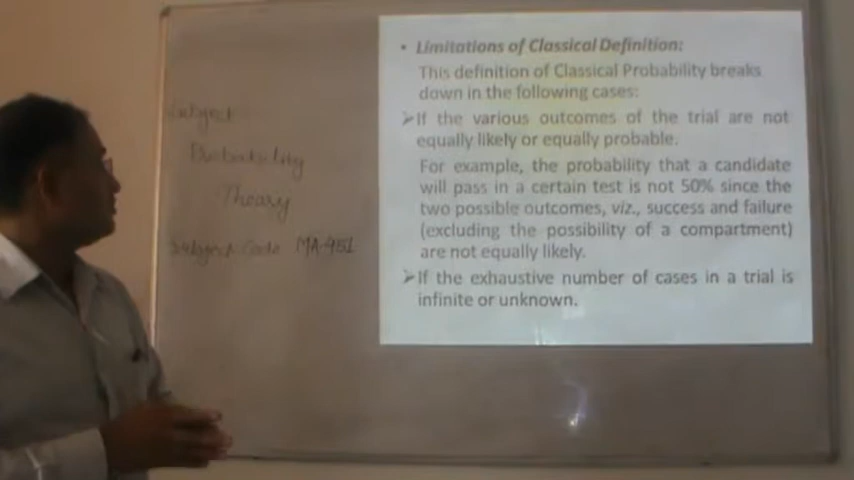 Subject
Probability
Theory
Subject Code MA-451
• Limitations of Classical Definition:
This definition of Classical Probability breaks
down in the following cases:
➢If the various outcomes of the trial are not
equally likely or equally probable.
For example, the probability that a candidate
will pass in a certain test is not 50% since the
two possible outcomes, viz., success and failure
(excluding the possibility of a compartment)
are not equally likely.
➢If the exhaustive number of cases in a trial is
infinite or unknown.